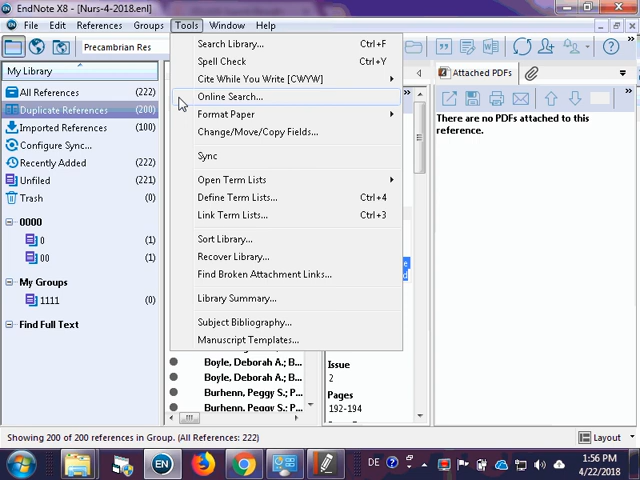 EndNote X8 - [Nurs-4-2018.enl]
File Edit References Groups Tools Window Help
Precambrian Res
My Library
All References (222)
Duplicate References (200)
Imported References (100)
Configure Sync...
Recently Added (222)
Unfiled (221)
Trash (0)
0000
0 (1)
00 (1)
My Groups
1111 (0)
Find Full Text
Search Library... Ctrl+F
Spell Check Ctrl+Y
Cite While You Write [CWYW]
Online Search...
Format Paper
Change/Move/Copy Fields...
Sync
Open Term Lists
Define Term Lists... Ctrl+4
Link Term Lists... Ctrl+3
Sort Library...
Recover Library...
Find Broken Attachment Links...
Library Summary...
Subject Bibliography...
Manuscript Templates...
Boyle, Deborah A.; B...
Boyle, Deborah A.; B...
Burhenn, Peggy S.; P...
Burhenn, Peggy S.; P...
Issue
2
Pages
192-194
Attached PDFs
There are no PDFs attached to this
reference.
Showing 200 of 200 references in Group. (All References: 222)
Layout
EN
DE
1:56 PM
4/22/2018